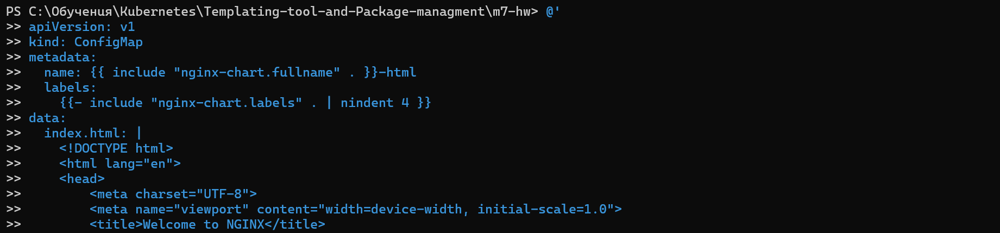 PS C:\Обучения\Kubernetes\Templating-tool-and-Package-managment\m7-hw> @'
>> apiVersion: v1
>> kind: ConfigMap
>> metadata:
>>   name: {{ include "nginx-chart.fullname" . }}-html
>>   labels:
>>     {{- include "nginx-chart.labels" . | nindent 4 }}
>> data:
>>   index.html: |
>>     <!DOCTYPE html>
>>     <html lang="en">
>>     <head>
>>         <meta charset="UTF-8">
>>         <meta name="viewport" content="width=device-width, initial-scale=1.0">
>>         <title>Welcome to NGINX</title>